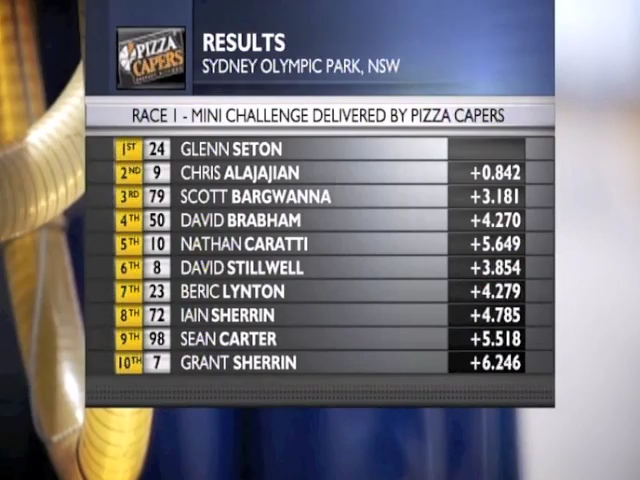 PIZZA
CAPERS
RESULTS
SYDNEY OLYMPIC PARK, NSW
RACE 1 - MINI CHALLENGE DELIVERED BY PIZZA CAPERS
1ST 24 GLENN SETON
2ND 9 CHRIS ALAJAJIAN +0.842
3RD 79 SCOTT BARGWANNA +3.181
4TH 50 DAVID BRABHAM +4.270
5TH 10 NATHAN CARATTI +5.649
6TH 8 DAVID STILLWELL +3.854
7TH 23 BERIC LYNTON +4.279
8TH 72 IAIN SHERRIN +4.785
9TH 98 SEAN CARTER +5.518
10TH 7 GRANT SHERRIN +6.246